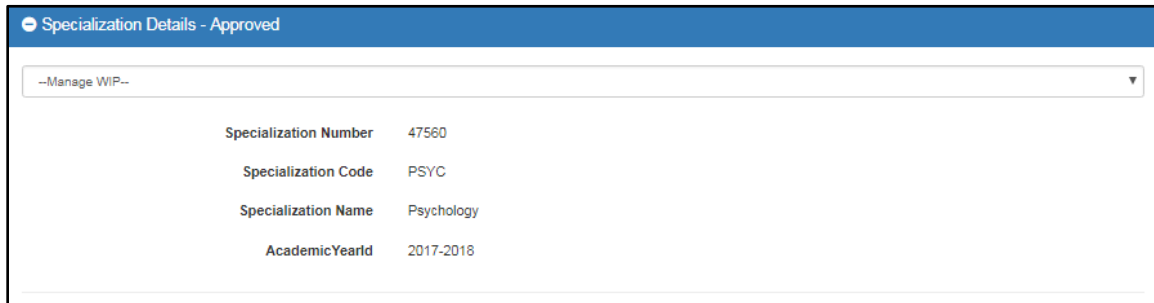 Specialization Details - Approved
--Manage WIP--
Specialization Number 47560
Specialization Code PSYC
Specialization Name Psychology
AcademicYearId 2017-2018